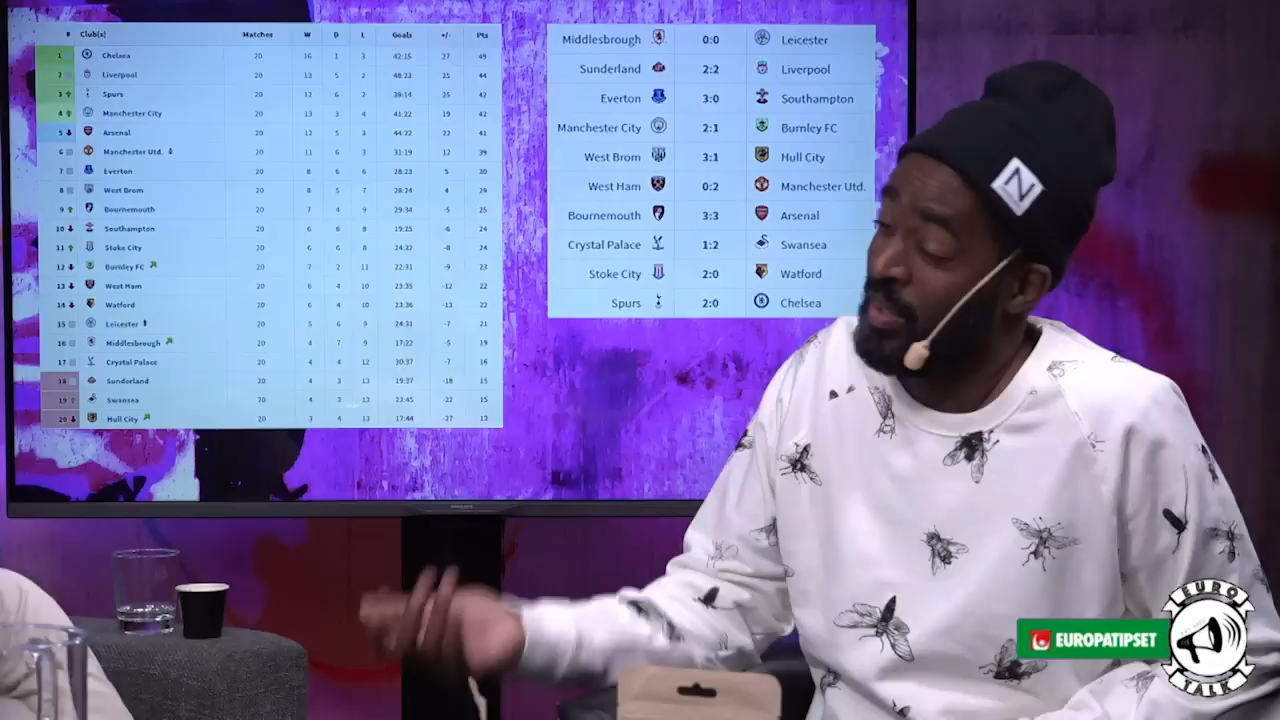 # Club(s) Matches W D L Goals +/- Pts
1 Chelsea 20 16 1 3 42:15 27 49
2 Liverpool 20 13 5 2 48:23 25 44
3 Spurs 20 12 6 2 39:14 25 42
4 Manchester City 20 13 3 4 41:22 19 42
5 Arsenal 20 12 5 3 44:22 22 41
6 Manchester Utd. 20 11 6 3 31:19 12 39
7 Everton 20 8 6 6 28:23 5 30
8 West Brom 20 8 5 7 28:24 4 29
9 Bournemouth 20 7 4 9 29:34 -5 25
10 Southampton 20 6 6 8 19:25 -6 24
11 Stoke City 20 6 6 8 24:32 -8 24
12 Burnley FC 20 7 2 11 22:31 -9 23
13 West Ham 20 6 4 10 23:35 -12 22
14 Watford 20 6 4 10 23:36 -13 22
15 Leicester 20 5 6 9 24:31 -7 21
16 Middlesbrough 20 4 7 9 17:22 -5 19
17 Crystal Palace 20 4 4 12 30:37 -7 16
18 Sunderland 20 4 3 13 19:37 -18 15
19 Swansea 20 4 3 13 23:45 -22 15
20 Hull City 20 3 4 13 17:44 -27 13
Middlesbrough 0:0 Leicester
Sunderland 2:2 Liverpool
Everton 3:0 Southampton
Manchester City 2:1 Burnley FC
West Brom 3:1 Hull City
West Ham 0:2 Manchester Utd.
Bournemouth 3:3 Arsenal
Crystal Palace 1:2 Swansea
Stoke City 2:0 Watford
Spurs 2:0 Chelsea
N
EUROPATIPSET
EURO
TALK